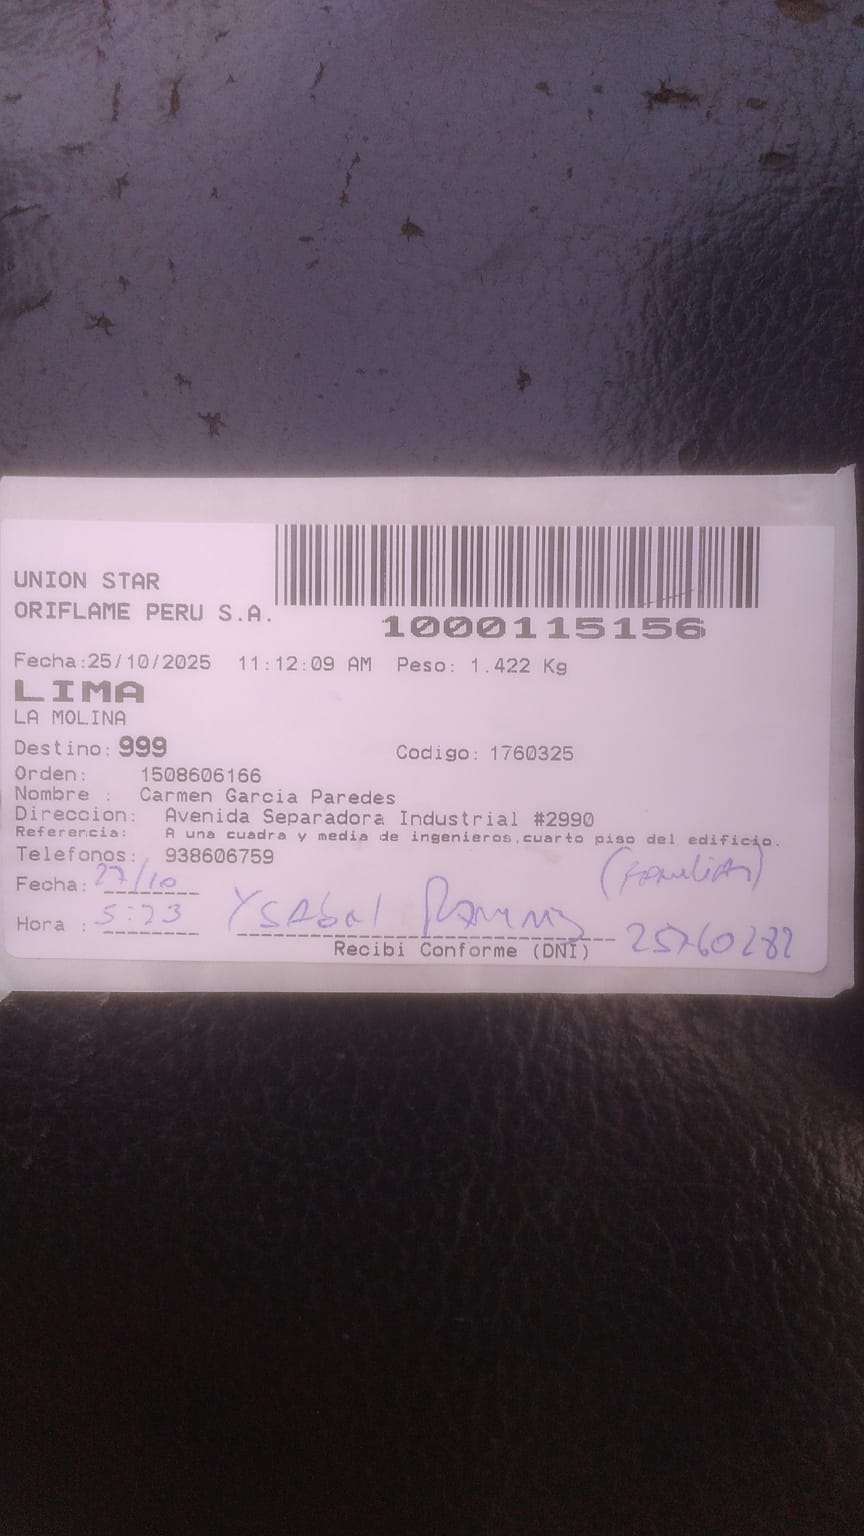 UNION STAR
ORIFLAME PERU S.A.
1000115156
Fecha:25/10/2025 11:12:09 AM Peso: 1.422 Kg
LIMA
LA MOLINA
Destino: 999 Codigo: 1760325
Orden: 1508606166
Nombre : Carmen Garcia Paredes
Direccion: Avenida Separadora Industrial #2990
Referencia: A una cuadra y media de ingenieros,cuarto piso del edificio.
Telefonos: 938606759
(familiar)
Fecha: 27/10
Hora : 5:23 Ysabel
Recibi Conforme (DNI) 25760282